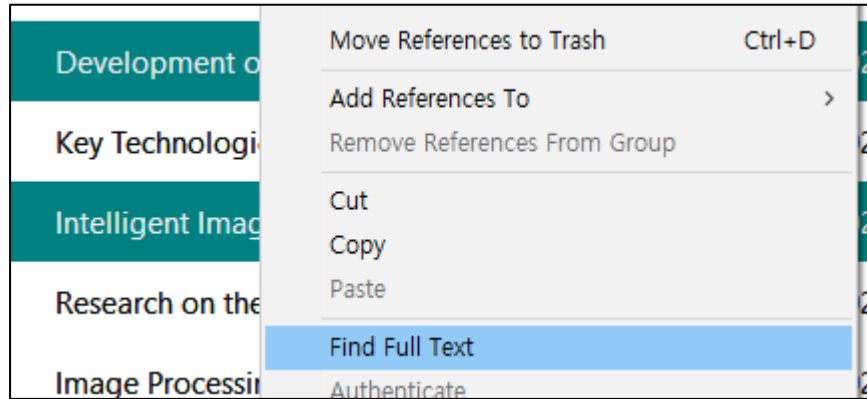 Move References to Trash Ctrl+D
Development o
Add References To >
Key Technologi
Remove References From Group
Cut
Intelligent Imag
Copy
Paste
Research on the
Find Full Text
Image Processin
Authenticate